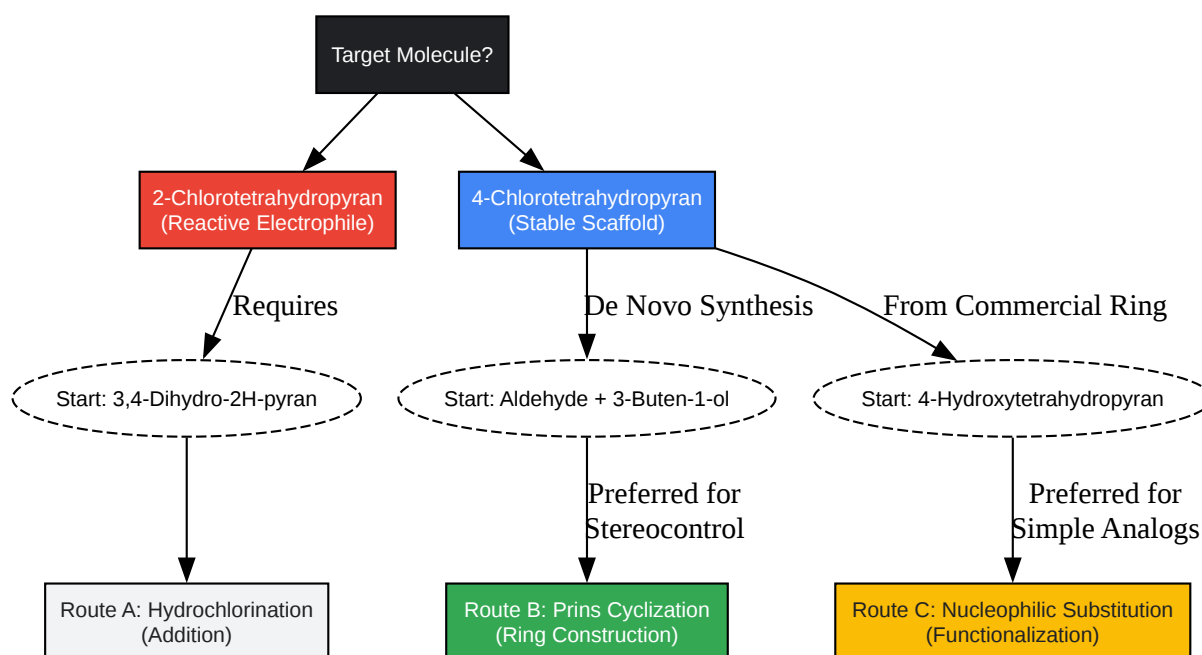 Target Molecule?
2-Chlorotetrahydropyran
(Reactive Electrophile)
4-Chlorotetrahydropyran
(Stable Scaffold)
Requires
De Novo Synthesis
From Commercial Ring
Start: 3,4-Dihydro-2H-pyran
Start: Aldehyde + 3-Buten-1-ol
Start: 4-Hydroxytetrahydropyran
Preferred for
Stereocontrol
Preferred for
Simple Analogs
Route A: Hydrochlorination
(Addition)
Route B: Prins Cyclization
(Ring Construction)
Route C: Nucleophilic Substitution
(Functionalization)